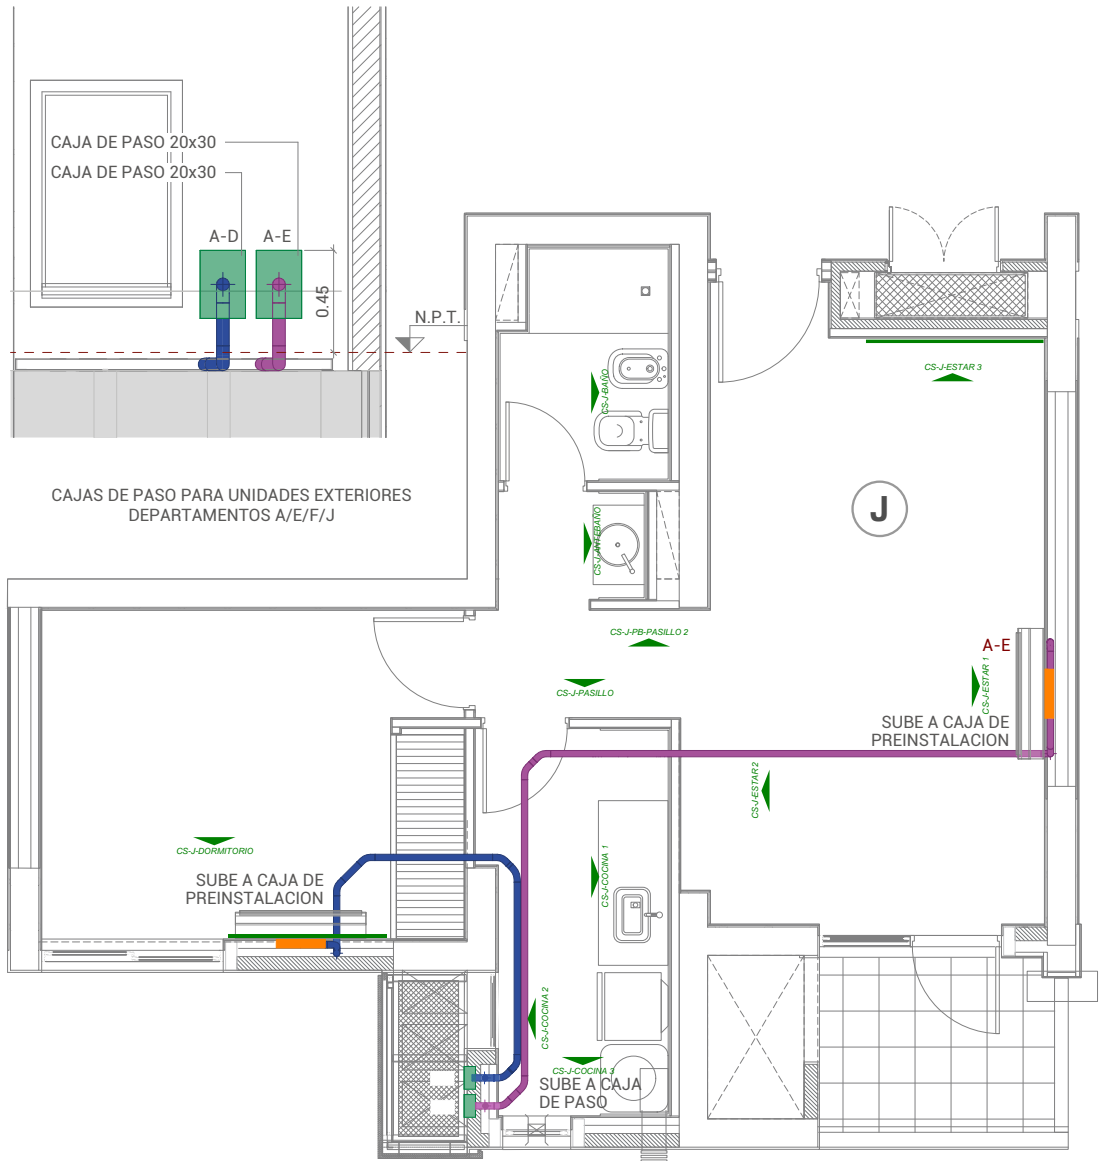 CAJA DE PASO 20x30
CAJA DE PASO 20x30
A-D
A-E
0.45
N.P.T.
CAJAS DE PASO PARA UNIDADES EXTERIORES
DEPARTAMENTOS A/E/F/J
CS-J-BAÑO
CS-J-ESTAR 3
J
CS-J-ANTEBAÑO
CS-J-PB-PASILLO 2
CS-J-PASILLO
A-E
CS-J-ESTAR 1
SUBE A CAJA DE
PREINSTALACION
CS-J-ESTAR 2
CS-J-DORMITORIO
SUBE A CAJA DE
PREINSTALACION
CS-J-COCINA 1
CS-J-COCINA 2
CS-J-COCINA 3
SUBE A CAJA
DE PASO